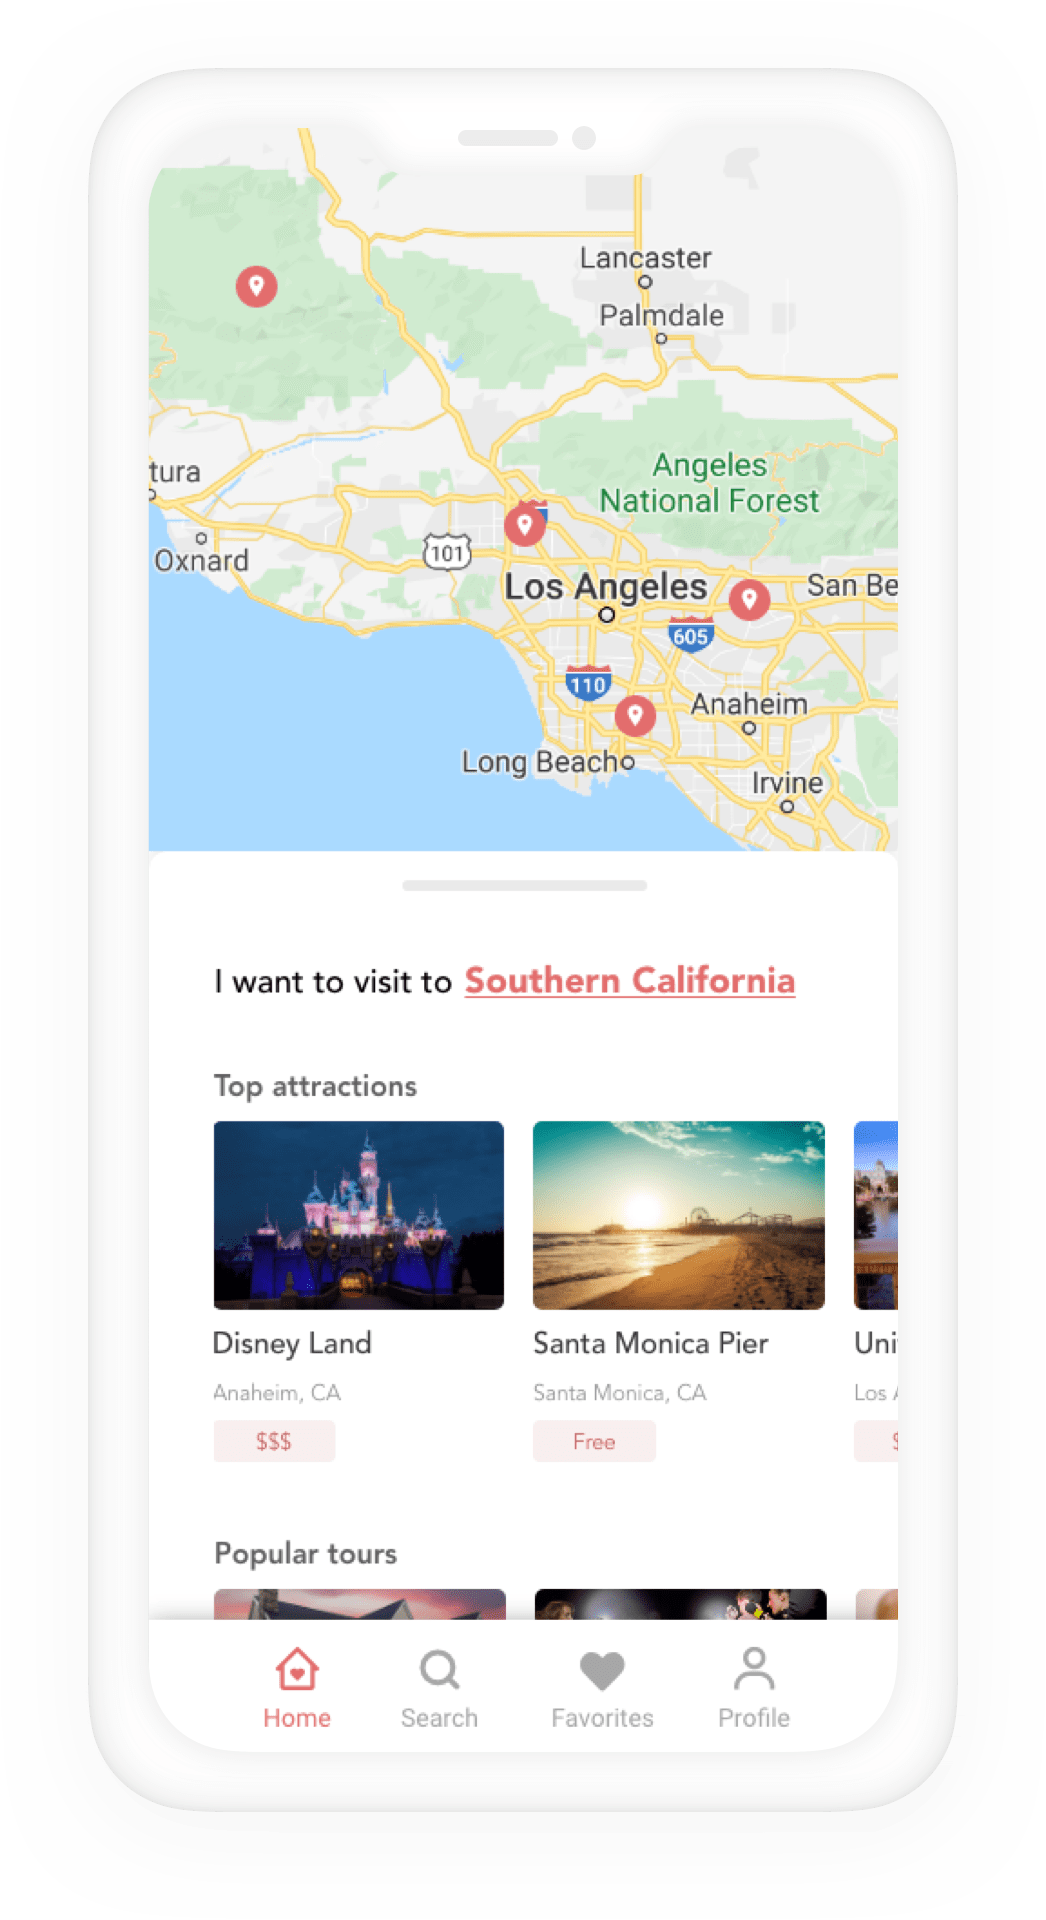 Lancaster
Palmdale
Angeles
National Forest
tura
Oxnard
101
Los Angeles
San Be
605
110
Anaheim
Long Beach
Irvine
I want to visit to Southern California
Top attractions
Disney Land
Santa Monica Pier
Uni
Anaheim, CA
Santa Monica, CA
Los
$$$
Free
Popular tours
Home
Search
Favorites
Profile